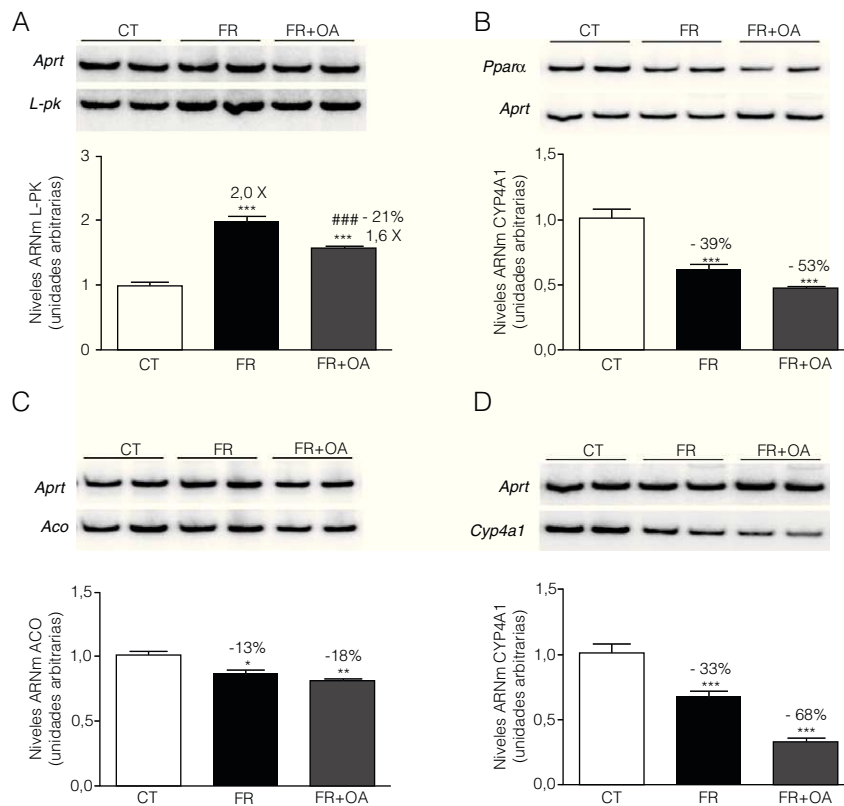 A
CT FR FR+OA
Aprt
L-pk
Niveles ARNm L-PK
(unidades arbitrarias)
3
2
1
0
2,0 X
***
### - 21%
*** 1,6 X
CT FR FR+OA
B
CT FR FR+OA
Pparα
Aprt
Niveles ARNm CYP4A1
(unidades arbitrarias)
1,5
1,0
0,5
0,0
- 39%
***
- 53%
***
CT FR FR+OA
C
CT FR FR+OA
Aprt
Aco
Niveles ARNm ACO
(unidades arbitrarias)
1,5
1,0
0,5
0,0
-13%
*
-18%
**
CT FR FR+OA
D
CT FR FR+OA
Aprt
Cyp4a1
Niveles ARNm CYP4A1
(unidades arbitrarias)
1,5
1,0
0,5
0,0
- 33%
***
- 68%
***
CT FR FR+OA